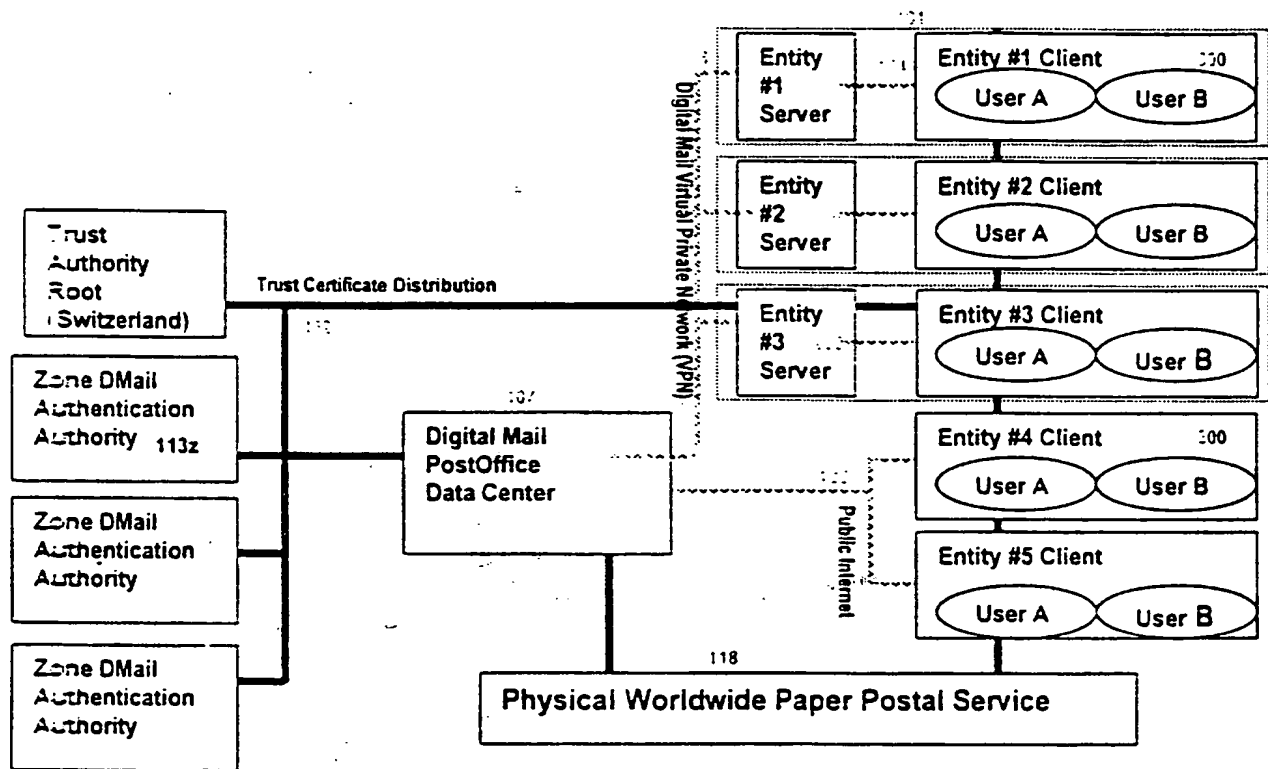 Entity
#1
Server
Entity #1 Client
User A
User B
Entity
#2
Server
Entity #2 Client
User A
User B
Digital Mail Virtual Private Network (VPN)
Trust
Authority
Root
(Switzerland)
Trust Certificate Distribution
Entity
#3
Server
Entity #3 Client
User A
User B
Zone DMail
Authentication
Authority 113z
Digital Mail
PostOffice
Data Center
Entity #4 Client
300
User A
User B
Public Internet
Zone DMail
Authentication
Authority
Entity #5 Client
User A
User B
Zone DMail
Authentication
Authority
118
Physical Worldwide Paper Postal Service